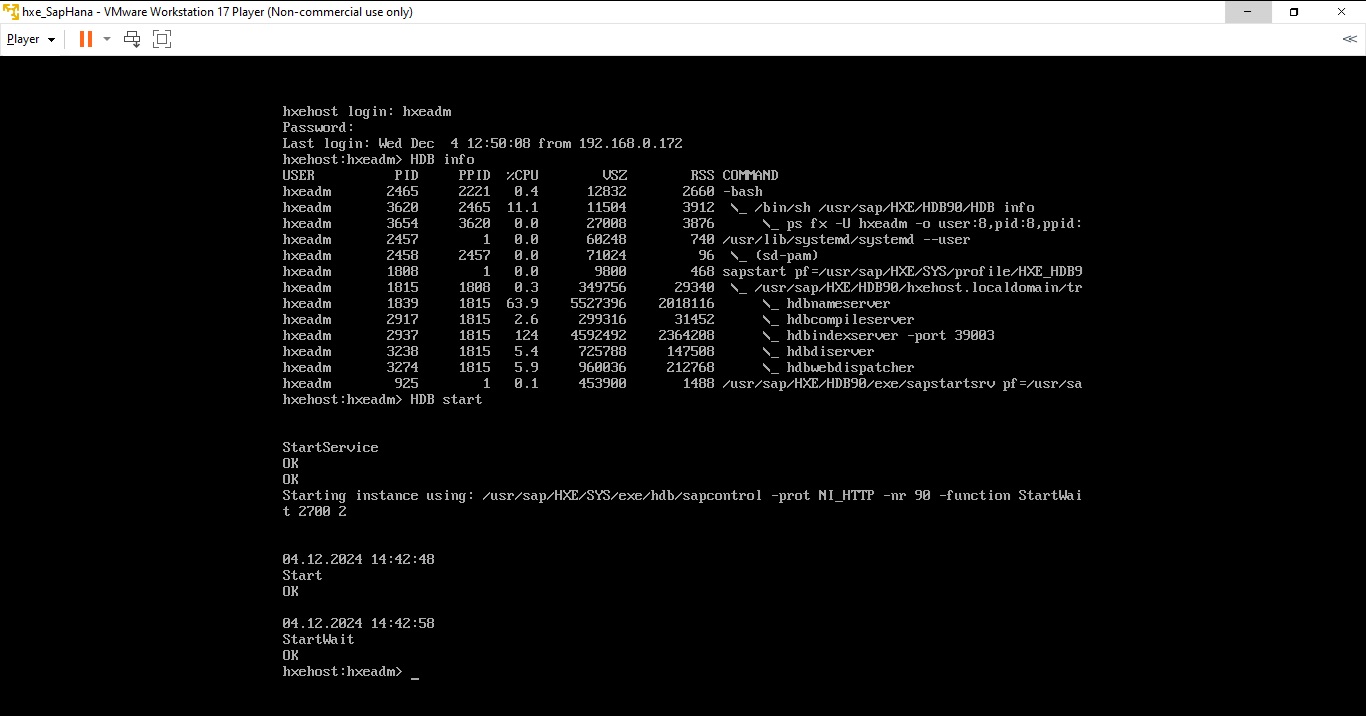 hxe_SapHana - VMware Workstation 17 Player (Non-commercial use only)
Player
hxehost login: hxeadm
Password:
Last login: Wed Dec  4 12:50:08 from 192.168.0.172
hxehost:hxeadm> HDB info
USER          PID     PPID  %CPU        VSZ        RSS COMMAND
hxeadm       2465     2221   0.4      12832       2660 -bash
hxeadm       3620     2465  11.1      11504       3912  \_ /bin/sh /usr/sap/HXE/HDB90/HDB info
hxeadm       3654     3620   0.0      27008       3876      \_ ps fx -U hxeadm -o user:8,pid:8,ppid:
hxeadm       2457        1   0.0      60248        740 /usr/lib/systemd/systemd --user
hxeadm       2458     2457   0.0      71024         96  \_ (sd-pam)
hxeadm       1808        1   0.0       9800        468 sapstart pf=/usr/sap/HXE/SYS/profile/HXE_HDB9
hxeadm       1815     1808   0.3     349756      29340  \_ /usr/sap/HXE/HDB90/hxehost.localdomain/tr
hxeadm       1839     1815  63.9    5527396    2018116      \_ hdbnameserver
hxeadm       2917     1815   2.6     299316      31452      \_ hdbcompileserver
hxeadm       2937     1815   124    4592492    2364208      \_ hdbindexserver -port 39003
hxeadm       3238     1815   5.4     725788     147508      \_ hdbdiserver
hxeadm       3274     1815   5.9     960036     212768      \_ hdbwebdispatcher
hxeadm        925        1   0.1     453900       1488 /usr/sap/HXE/HDB90/exe/sapstartsrv pf=/usr/sa
hxehost:hxeadm> HDB start
StartService
OK
OK
Starting instance using: /usr/sap/HXE/SYS/exe/hdb/sapcontrol -prot NI_HTTP -nr 90 -function StartWai
t 2700 2
04.12.2024 14:42:48
Start
OK
04.12.2024 14:42:58
StartWait
OK
hxehost:hxeadm> _